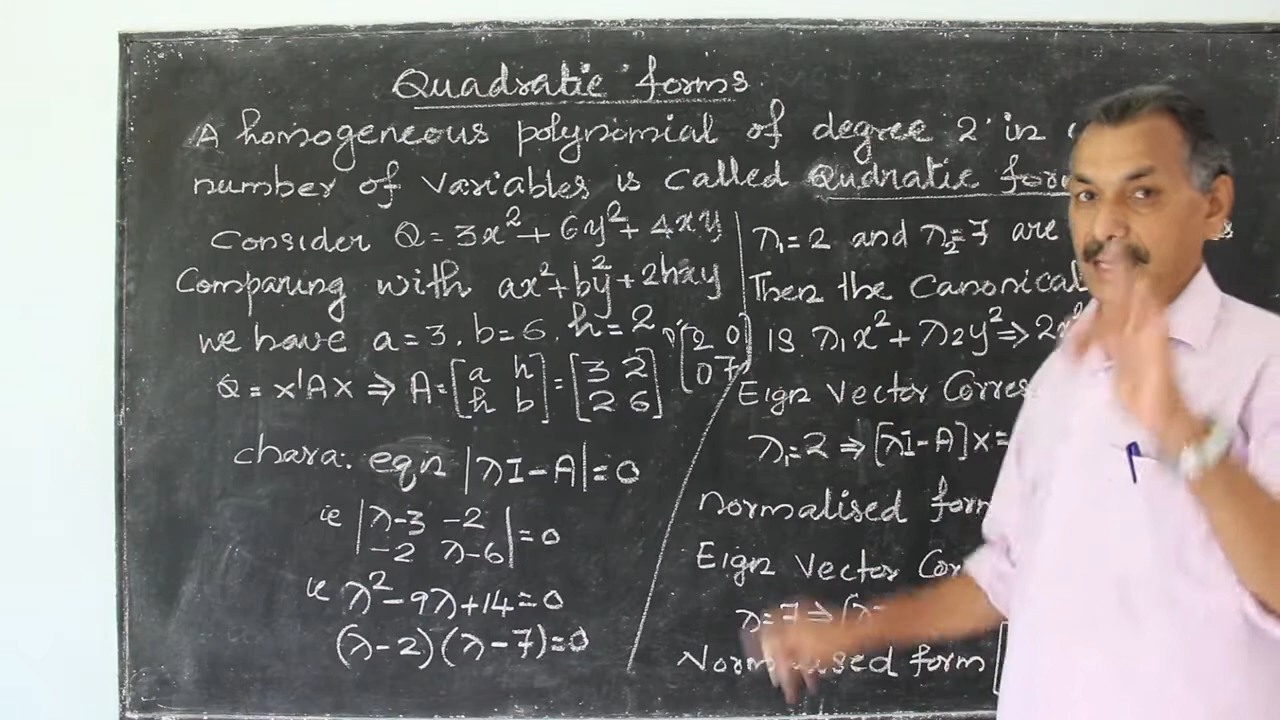 Quadratic forms.
A homogeneous polynomial of degree 2 in
number of variables is called Qudratic form
Consider Q = 3x² + 6y² + 4xy
Comparing with ax² + by² + 2hxy
we have a = 3, b = 6, h = 2
Q = x'Ax ⇒ A = [a h; h b] = [3 2; 2 6] [2 0; 0 7]
chara: eqn |λI - A| = 0
ie |λ-3 -2; -2 λ-6| = 0
ie λ² - 9λ + 14 = 0
(λ-2)(λ-7) = 0
λ₁ = 2 and λ₂ = 7 are
Then the Canonical
is λ₁x² + λ2y² ⇒ 2x²
Eign Vector Corres
λ₁ = 2 ⇒ [λI - A]x =
normalised form
Eign Vector Cor
λ = 7 ⇒ (λ-
Normalised form [